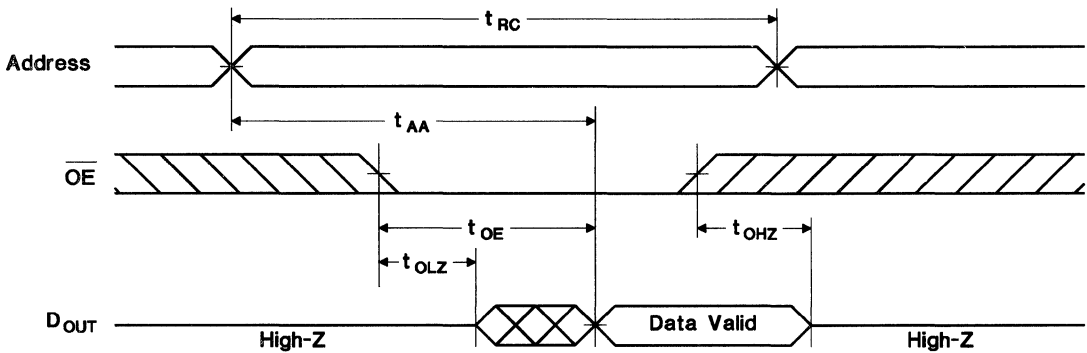 t RC
Address
t AA
OE
t OE
t OHZ
t OLZ
D OUT
High-Z
Data Valid
High-Z